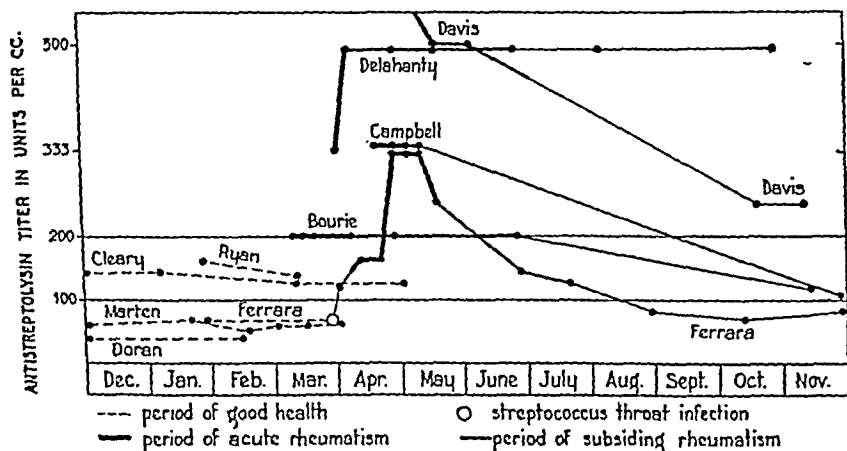 ANTISTREPTOLYSIN TITER IN UNITS PER CC.
500
333
200
100
Davis
Delahanty
Campbell
Davis
Bourie
Cleary
Ryan
Marten
Ferrara
Doran
Ferrara
Dec. Jan. Feb. Mar. Apr. May June July Aug. Sept. Oct. Nov.
period of good health
streptococcus throat infection
period of acute rheumatism
period of subsiding rheumatism